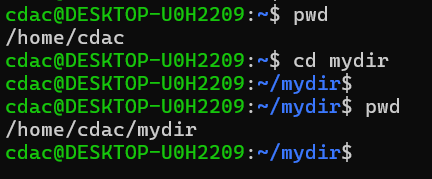 cdac@DESKTOP-U0H2209:~$ pwd
/home/cdac
cdac@DESKTOP-U0H2209:~$ cd mydir
cdac@DESKTOP-U0H2209:~/mydir$
cdac@DESKTOP-U0H2209:~/mydir$ pwd
/home/cdac/mydir
cdac@DESKTOP-U0H2209:~/mydir$